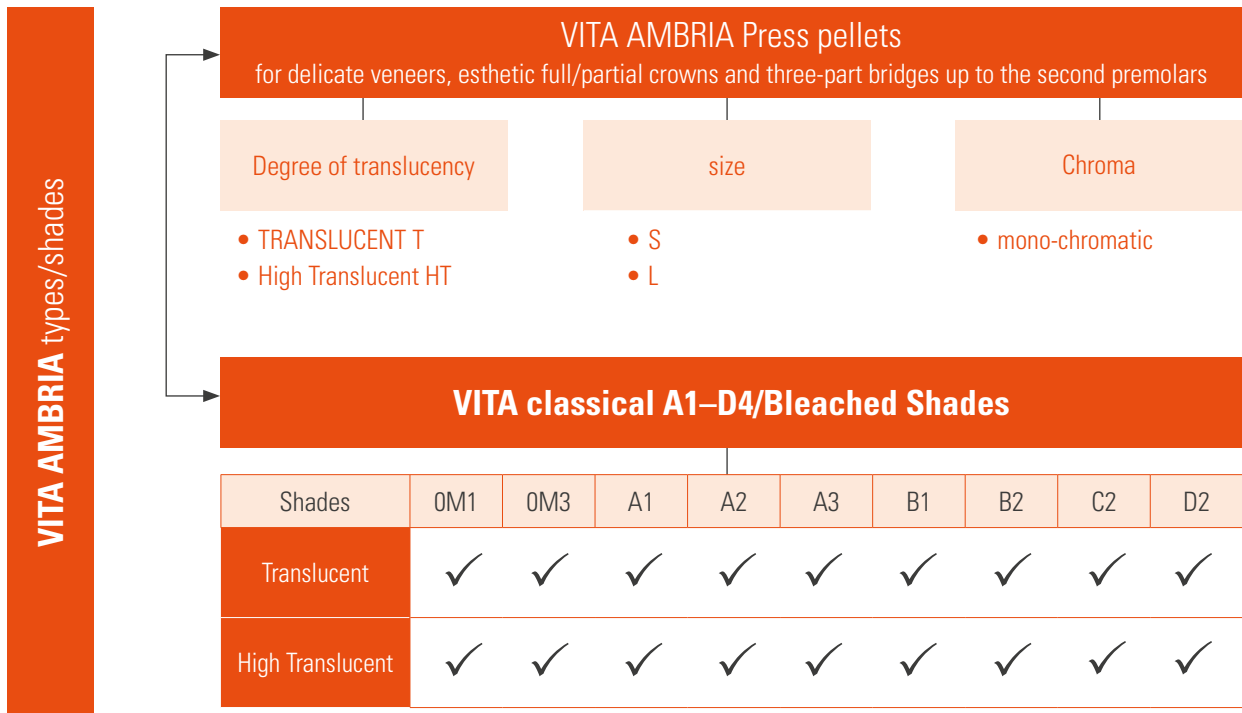 VITA AMBRIA types/shades
VITA AMBRIA Press pellets
for delicate veneers, esthetic full/partial crowns and three-part bridges up to the second premolars
Degree of translucency
• TRANSLUCENT T
• High Translucent HT
size
• S
• L
Chroma
• mono-chromatic
VITA classical A1–D4/Bleached Shades
Shades 0M1 0M3 A1 A2 A3 B1 B2 C2 D2
Translucent ✓ ✓ ✓ ✓ ✓ ✓ ✓ ✓ ✓
High Translucent ✓ ✓ ✓ ✓ ✓ ✓ ✓ ✓ ✓